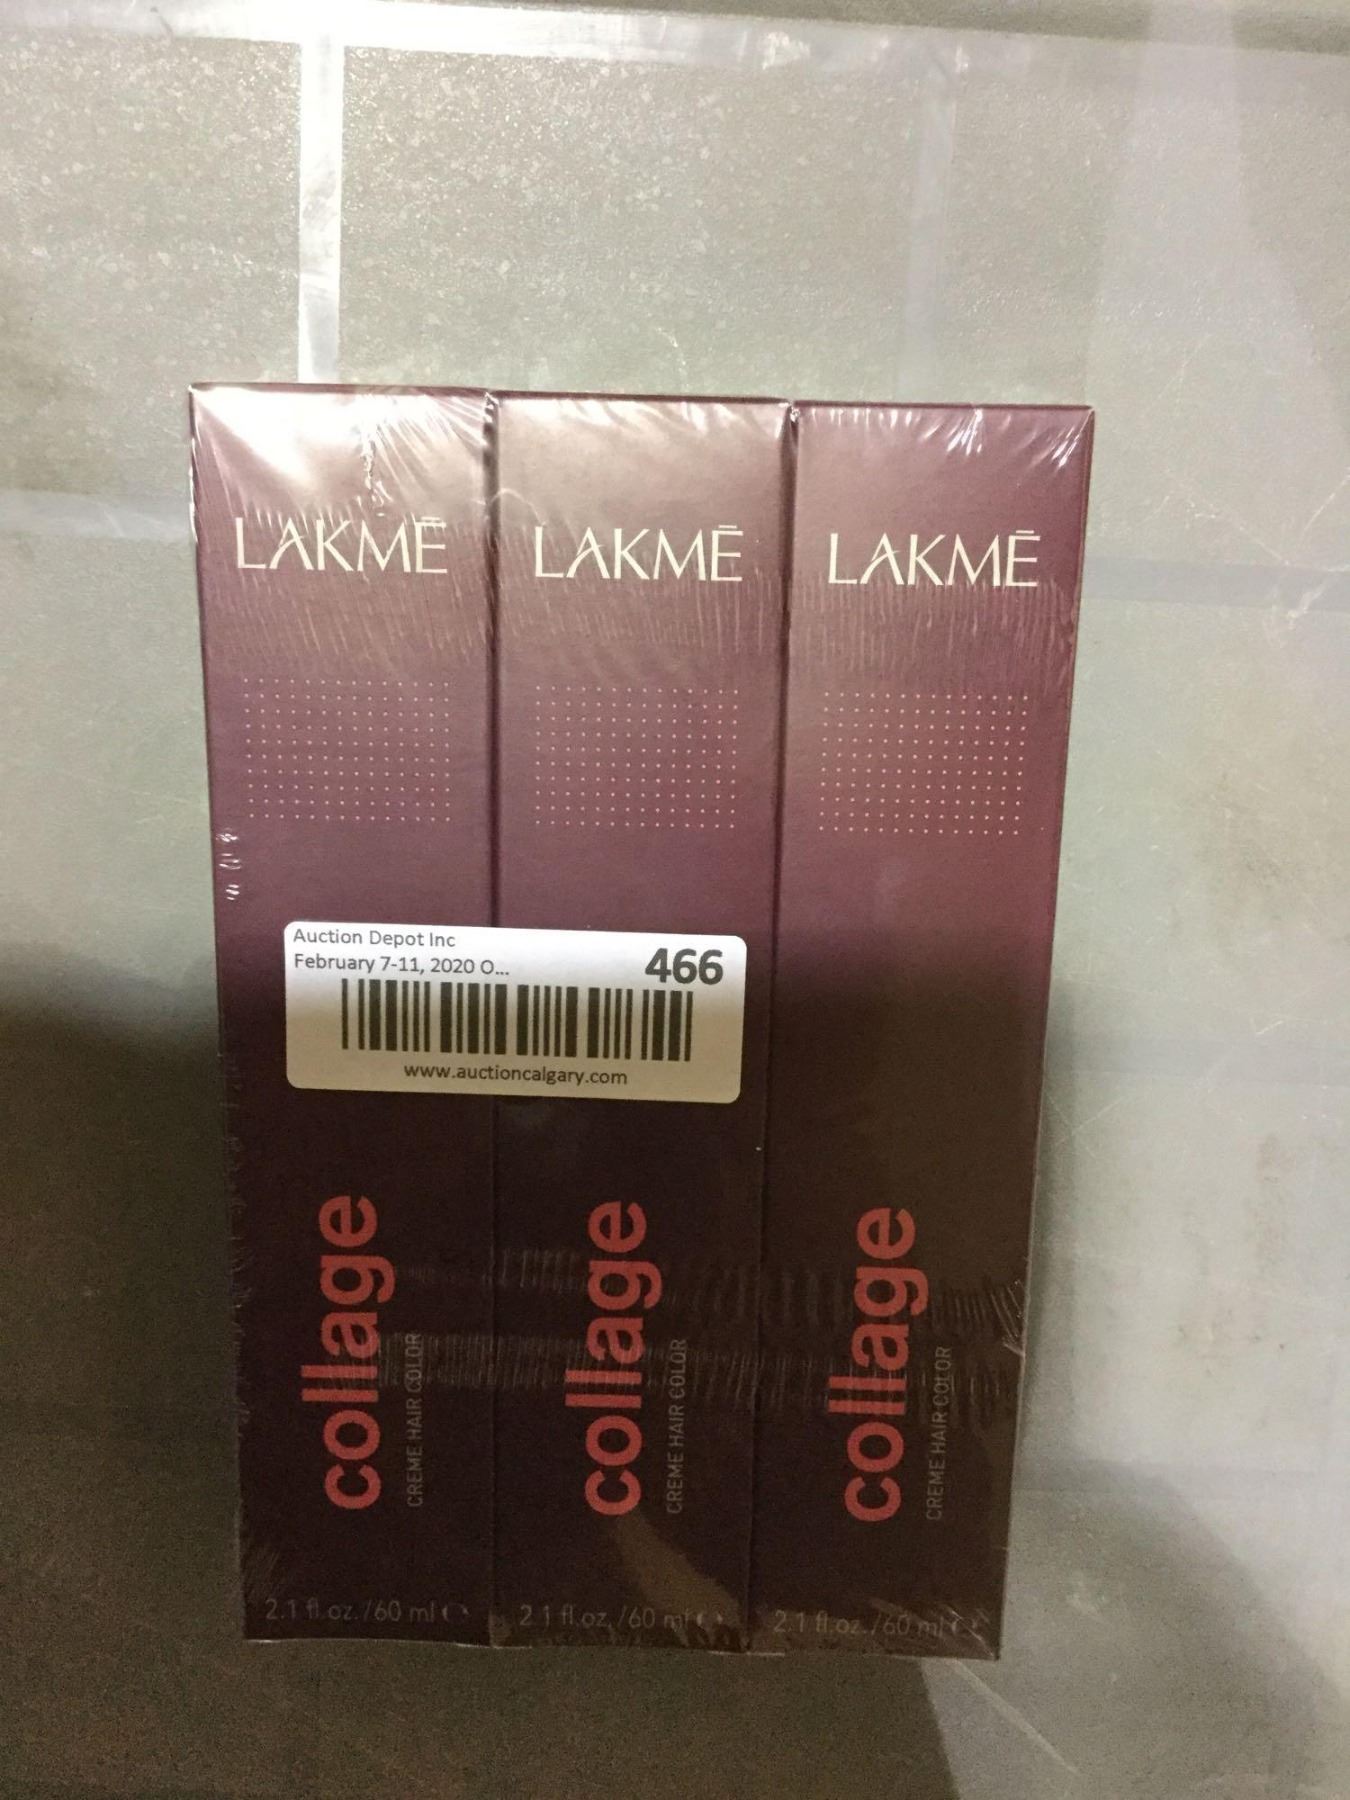 LAKMĒ
LAKMĒ
LAKMĒ
Auction Depot Inc
February 7-11, 2020 O...
466
www.auctioncalgary.com
collage
CREME HAIR COLOR
collage
CREME HAIR COLOR
collage
CREME HAIR COLOR
2.1 fl.oz./60 ml ℮
2.1 fl.oz./60 ml ℮
2.1 fl.oz./60 ml ℮